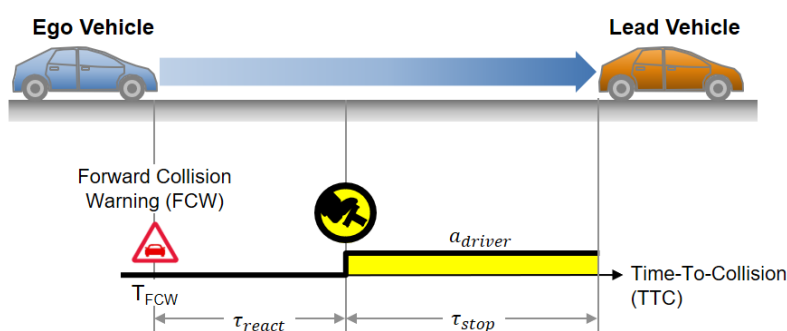 Ego Vehicle
Lead Vehicle
Forward Collision
Warning (FCW)
a_driver
T_FCW
Time-To-Collision
(TTC)
τ_react
τ_stop